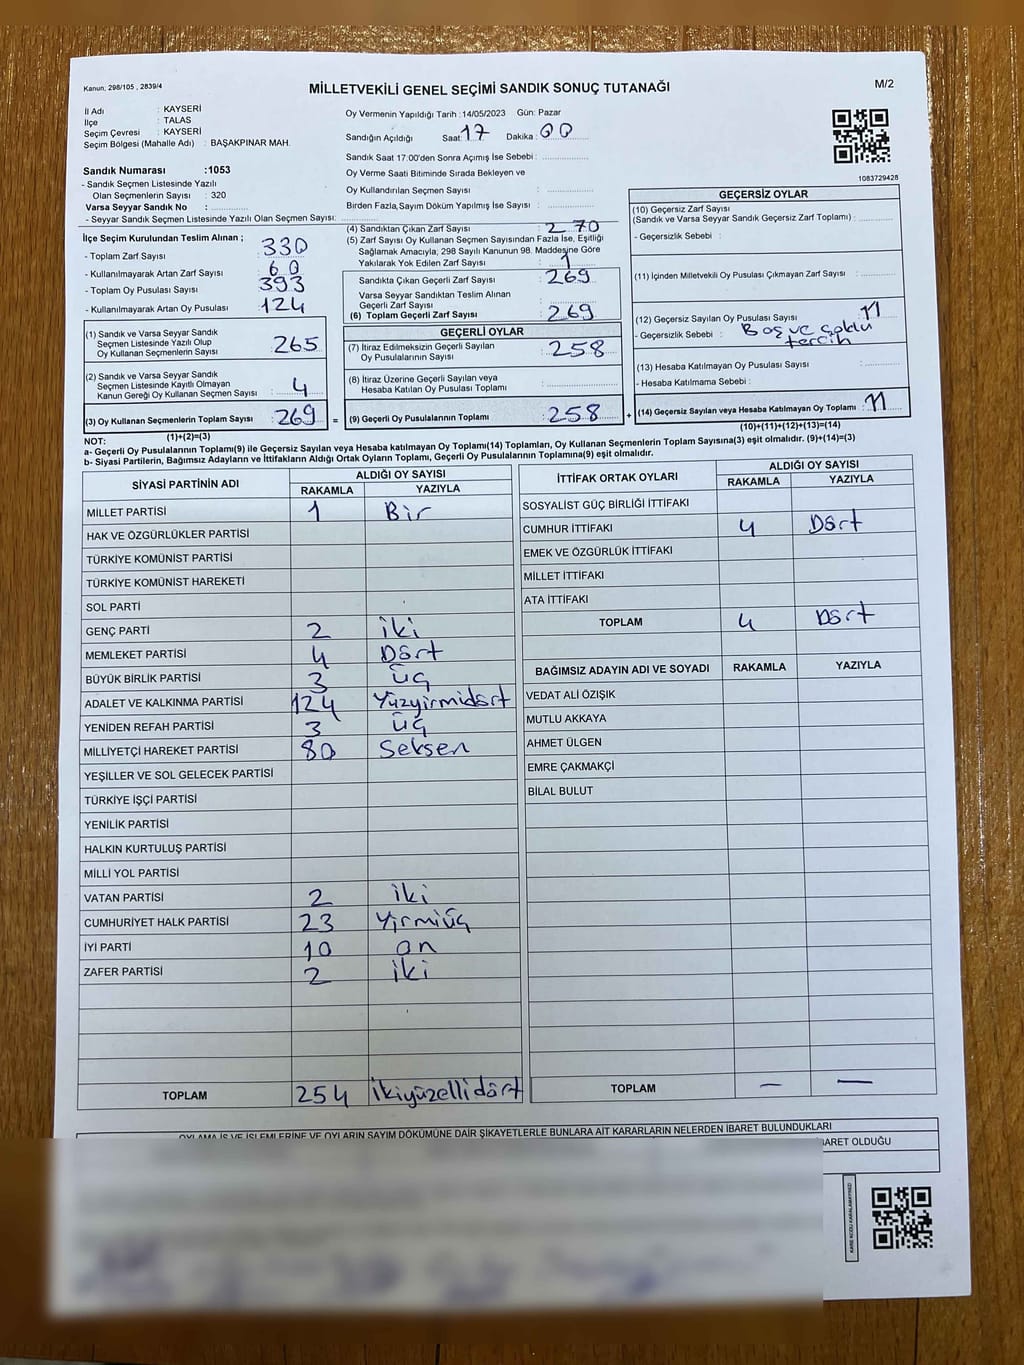 Kanun; 298/105 , 2839/4
MİLLETVEKİLİ GENEL SEÇİMİ SANDIK SONUÇ TUTANAĞI
M/2
İl Adı : KAYSERİ
İlçe : TALAS
Seçim Çevresi : KAYSERİ
Seçim Bölgesi (Mahalle Adı) : BAŞAKPINAR MAH.
Sandık Numarası :1053
- Sandık Seçmen Listesinde Yazılı
Olan Seçmenlerin Sayısı : 320
Varsa Seyyar Sandık No :
- Seyyar Sandık Seçmen Listesinde Yazılı Olan Seçmen Sayısı:
Oy Vermenin Yapıldığı Tarih :14/05/2023 Gün: Pazar
Sandığın Açıldığı Saat: 17 Dakika: 00
Sandık Saat 17:00'den Sonra Açımış İse Sebebi :
Oy Verme Saati Bitiminde Sırada Bekleyen ve
Oy Kullandırılan Seçmen Sayısı :
Birden Fazla,Sayım Döküm Yapılmış İse Sayısı :
1083729428
İlçe Seçim Kurulundan Teslim Alınan ;
- Toplam Zarf Sayısı : 330
- Kullanılmayarak Artan Zarf Sayısı : 60
- Toplam Oy Pusulası Sayısı : 393
- Kullanılmayarak Artan Oy Pusulası : 124
(4) Sandıktan Çıkan Zarf Sayısı : 270
(5) Zarf Sayısı Oy Kullanan Seçmen Sayısından Fazla İse, Eşitliği
Sağlamak Amacıyla; 298 Sayılı Kanunun 98. Maddesine Göre
Yakılarak Yok Edilen Zarf Sayısı : 1
Sandıkta Çıkan Geçerli Zarf Sayısı : 269
Varsa Seyyar Sandıktan Teslim Alınan
Geçerli Zarf Sayısı :
(6) Toplam Geçerli Zarf Sayısı : 269
GEÇERSİZ OYLAR
(10) Geçersiz Zarf Sayısı
(Sandık ve Varsa Seyyar Sandık Geçersiz Zarf Toplamı) :
- Geçersizlik Sebebi :
(11) İçinden Milletvekili Oy Pusulası Çıkmayan Zarf Sayısı :
(12) Geçersiz Sayılan Oy Pusulası Sayısı : 11
- Geçersizlik Sebebi : Boş ve çoklu
tercih
(13) Hesaba Katılmayan Oy Pusulası Sayısı :
- Hesaba Katılmama Sebebi :
(14) Geçersiz Sayılan veya Hesaba Katılmayan Oy Toplamı : 11
(10)+(11)+(12)+(13)=(14)
(1) Sandık ve Varsa Seyyar Sandık
Seçmen Listesinde Yazılı Olup
Oy Kullanan Seçmenlerin Sayısı : 265
(2) Sandık ve Varsa Seyyar Sandık
Seçmen Listesinde Kayıtlı Olmayan
Kanun Gereği Oy Kullanan Seçmen Sayısı : 4
(3) Oy Kullanan Seçmenlerin Toplam Sayısı : 269 =
(1)+(2)=(3)
GEÇERLİ OYLAR
(7) İtiraz Edilmeksizin Geçerli Sayılan
Oy Pusulalarının Sayısı : 258
(8) İtiraz Üzerine Geçerli Sayılan veya
Hesaba Katılan Oy Pusulası Toplamı :
(9) Geçerli Oy Pusulalarının Toplamı : 258 +
NOT:
a- Geçerli Oy Pusulalarının Toplamı(9) ile Geçersiz Sayılan veya Hesaba katılmayan Oy Toplamı(14) Toplamları, Oy Kullanan Seçmenlerin Toplam Sayısına(3) eşit olmalıdır. (9)+(14)=(3)
b- Siyasi Partilerin, Bağımsız Adayların ve İttifakların Aldığı Ortak Oyların Toplamı, Geçerli Oy Pusulalarının Toplamına(9) eşit olmalıdır.
SİYASİ PARTİNİN ADI
ALDIĞI OY SAYISI
RAKAMLA YAZIYLA
MİLLET PARTİSİ 1 Bir
HAK VE ÖZGÜRLÜKLER PARTİSİ
TÜRKİYE KOMÜNİST PARTİSİ
TÜRKİYE KOMÜNİST HAREKETİ
SOL PARTİ
GENÇ PARTİ 2 iki
MEMLEKET PARTİSİ 4 Dört
BÜYÜK BİRLİK PARTİSİ 3 üç
ADALET VE KALKINMA PARTİSİ 124 Yüzyirmidört
YENİDEN REFAH PARTİSİ 3 üç
MİLLİYETÇİ HAREKET PARTİSİ 80 Seksen
YEŞİLLER VE SOL GELECEK PARTİSİ
TÜRKİYE İŞÇİ PARTİSİ
YENİLİK PARTİSİ
HALKIN KURTULUŞ PARTİSİ
MİLLİ YOL PARTİSİ
VATAN PARTİSİ 2 iki
CUMHURİYET HALK PARTİSİ 23 Yirmiüç
İYİ PARTİ 10 on
ZAFER PARTİSİ 2 iki
TOPLAM 254 ikiyüzellidört
İTTİFAK ORTAK OYLARI
ALDIĞI OY SAYISI
RAKAMLA YAZIYLA
SOSYALİST GÜÇ BİRLİĞİ İTTİFAKI
CUMHUR İTTİFAKI 4 Dört
EMEK VE ÖZGÜRLÜK İTTİFAKI
MİLLET İTTİFAKI
ATA İTTİFAKI
TOPLAM 4 Dört
BAĞIMSIZ ADAYIN ADI VE SOYADI RAKAMLA YAZIYLA
VEDAT ALİ ÖZIŞIK
MUTLU AKKAYA
AHMET ÜLGEN
EMRE ÇAKMAKÇİ
BİLAL BULUT
TOPLAM — —
OYLAMA İŞ VE İŞLEMLERİNE VE OYLARIN SAYIM DÖKÜMÜNE DAİR ŞİKAYETLERLE BUNLARA AİT KARARLARIN NELERDEN İBARET BULUNDUKLARI
BARET OLDUĞU
KARE KODU KARALAMAYINIZ!